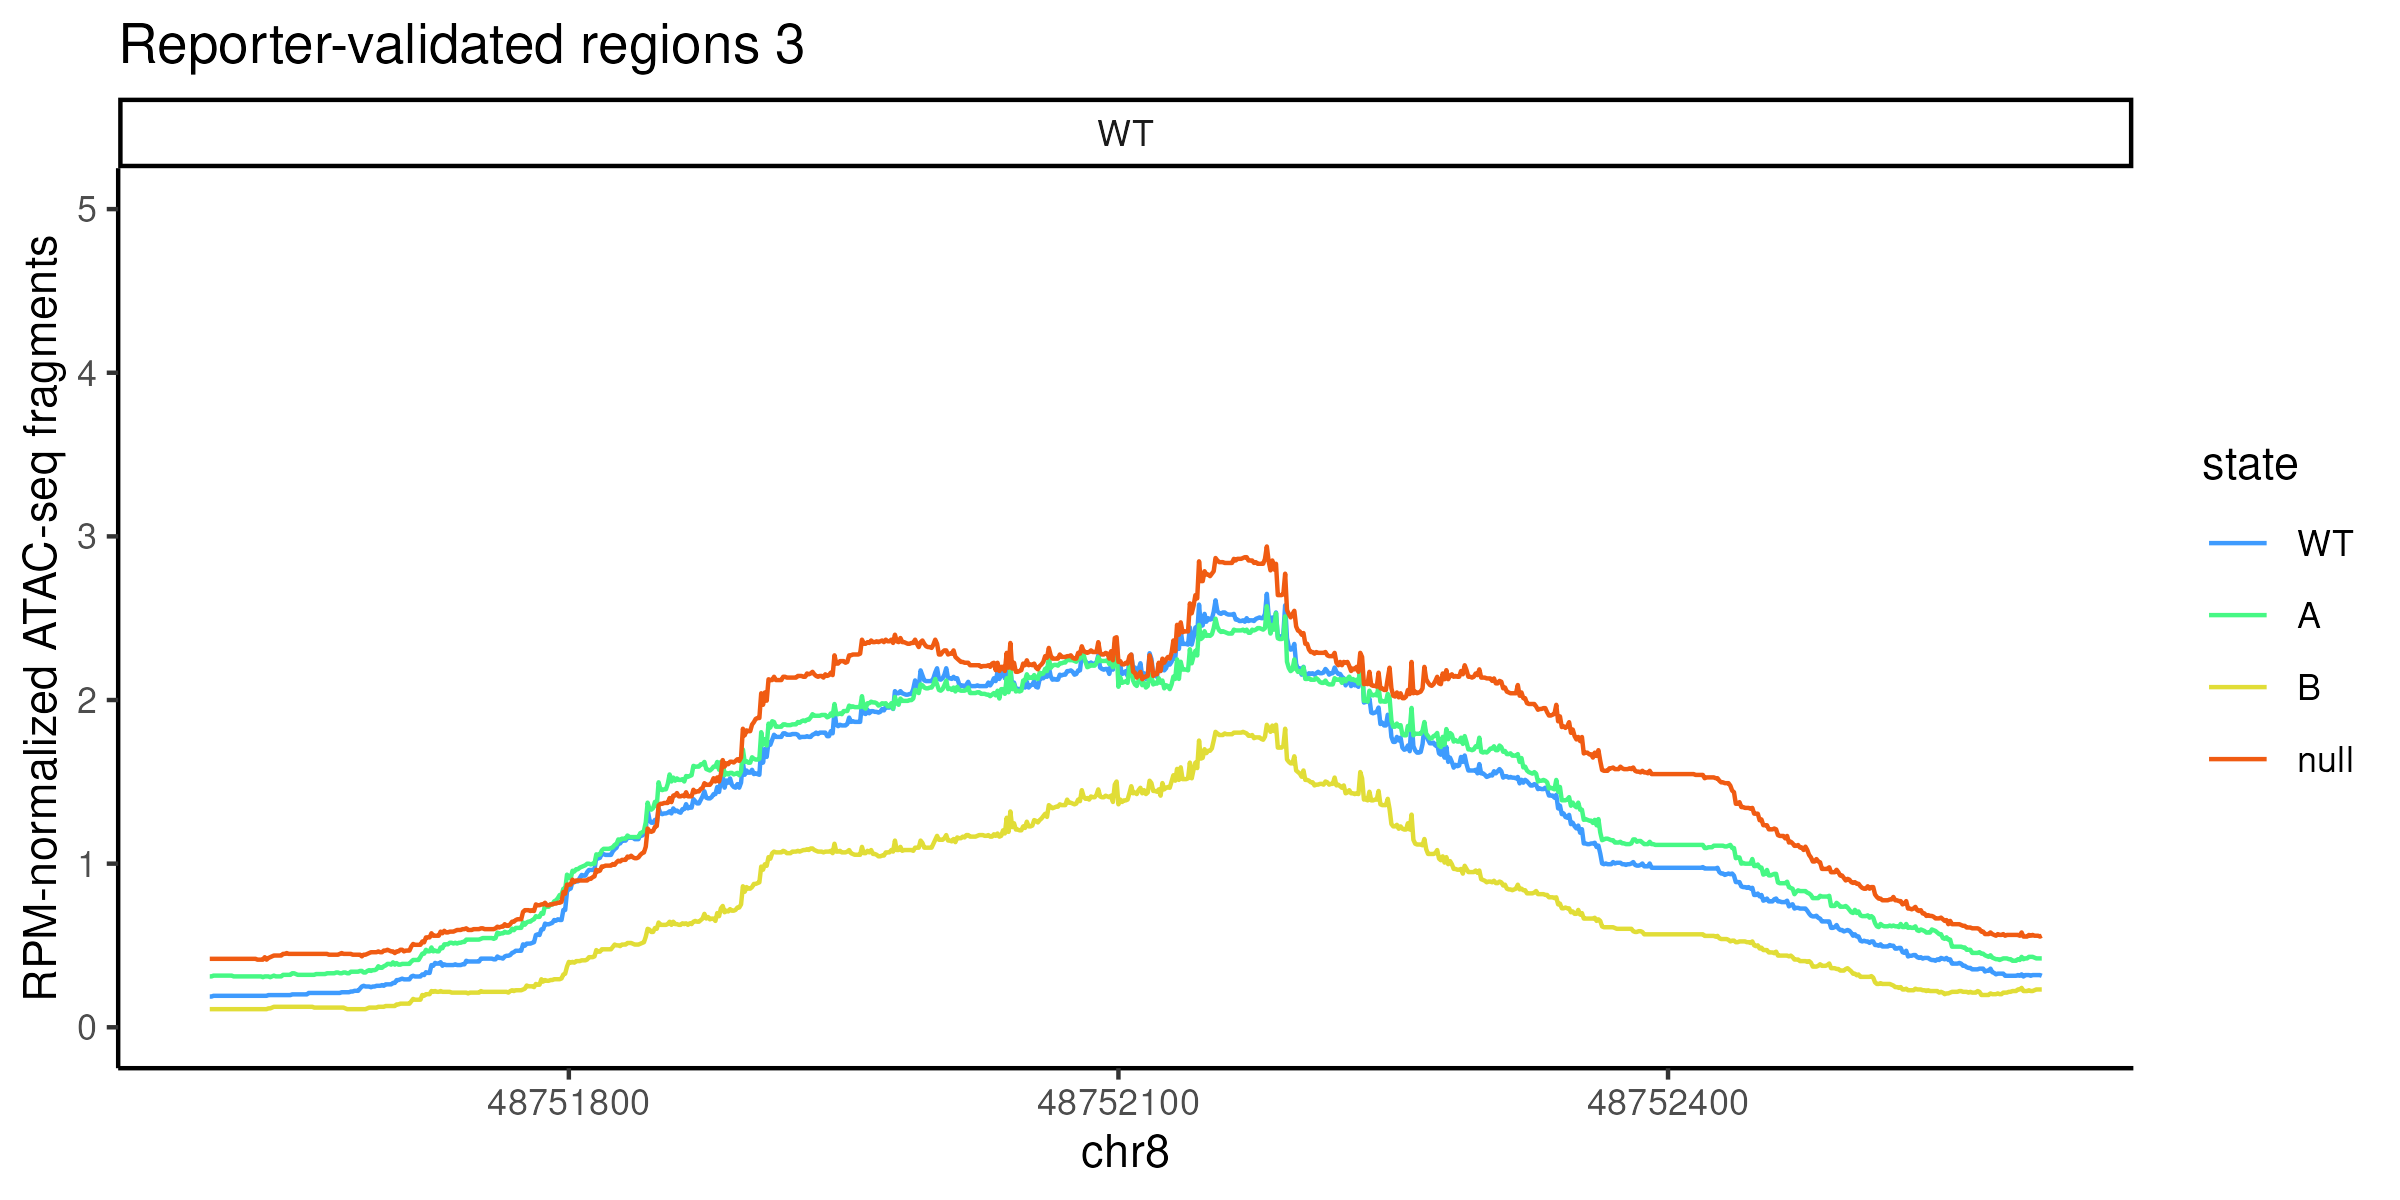 Reporter-validated regions 3
WT
RPM-normalized ATAC-seq fragments
5
4
3
2
1
0
48751800
48752100
48752400
chr8
state
WT
A
B
null